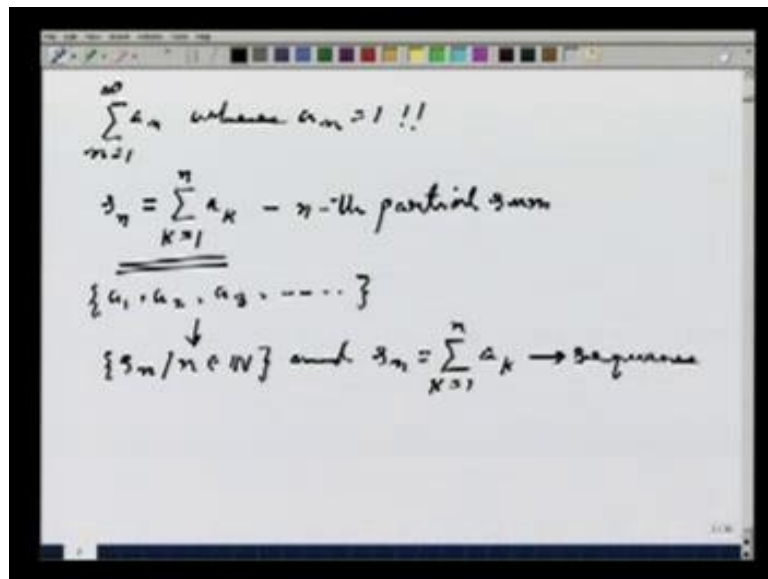 ∑_{n=1}^{∞} a_n where a_n = 1 !!
s_n = ∑_{k=1}^{n} a_k – n-th partial sum
{a_1, a_2, a_3, -----}
↓
{s_n / n ∈ ℕ} and s_n = ∑_{k=1}^{n} a_k → sequence